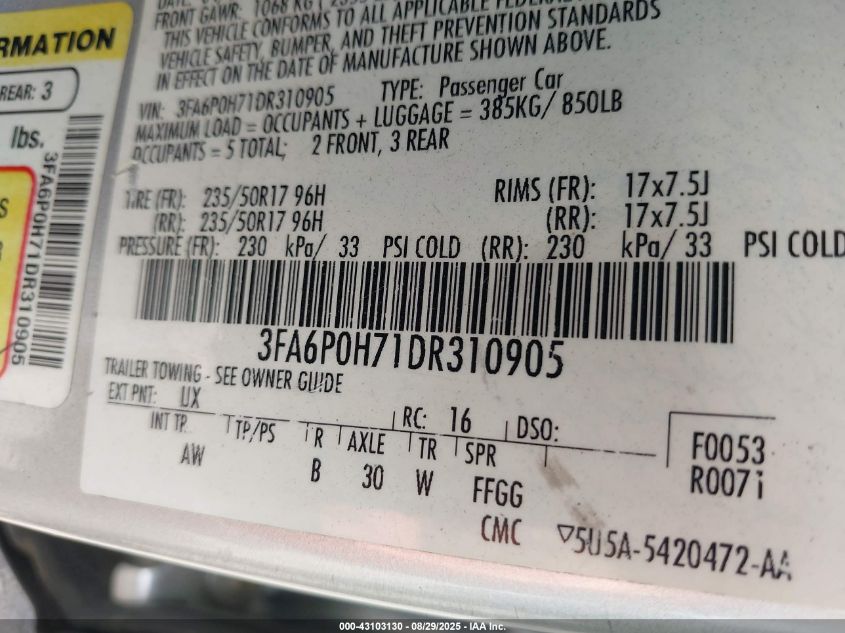 FRONT GAWR: 1068 KG
THIS VEHICLE CONFORMS TO ALL APPLICABLE FEDERAL
VEHICLE SAFETY, BUMPER, AND THEFT PREVENTION STANDARDS
IN EFFECT ON THE DATE OF MANUFACTURE SHOWN ABOVE.
VIN: 3FA6P0H71DR310905 TYPE: Passenger Car
MAXIMUM LOAD = OCCUPANTS + LUGGAGE = 385KG/ 850LB
OCCUPANTS = 5 TOTAL; 2 FRONT, 3 REAR
TIRE (FR): 235/50R17 96H RIMS (FR): 17x7.5J
(RR): 235/50R17 96H (RR): 17x7.5J
PRESSURE (FR): 230 kPa/ 33 PSI COLD (RR): 230 kPa/ 33 PSI COLD
3FA6P0H71DR310905
TRAILER TOWING - SEE OWNER GUIDE
EXT PNT: UX RC: 16 DSO:
INT TR TP/PS R AXLE TR SPR
AW B 30 W FFGG
F0053
R007
CMC
5U5A-5420472-AA
RMATION
REAR: 3
lbs.
3FA6P0H71DR310905
000-43103130 - 08/29/2025 - IAA Inc.